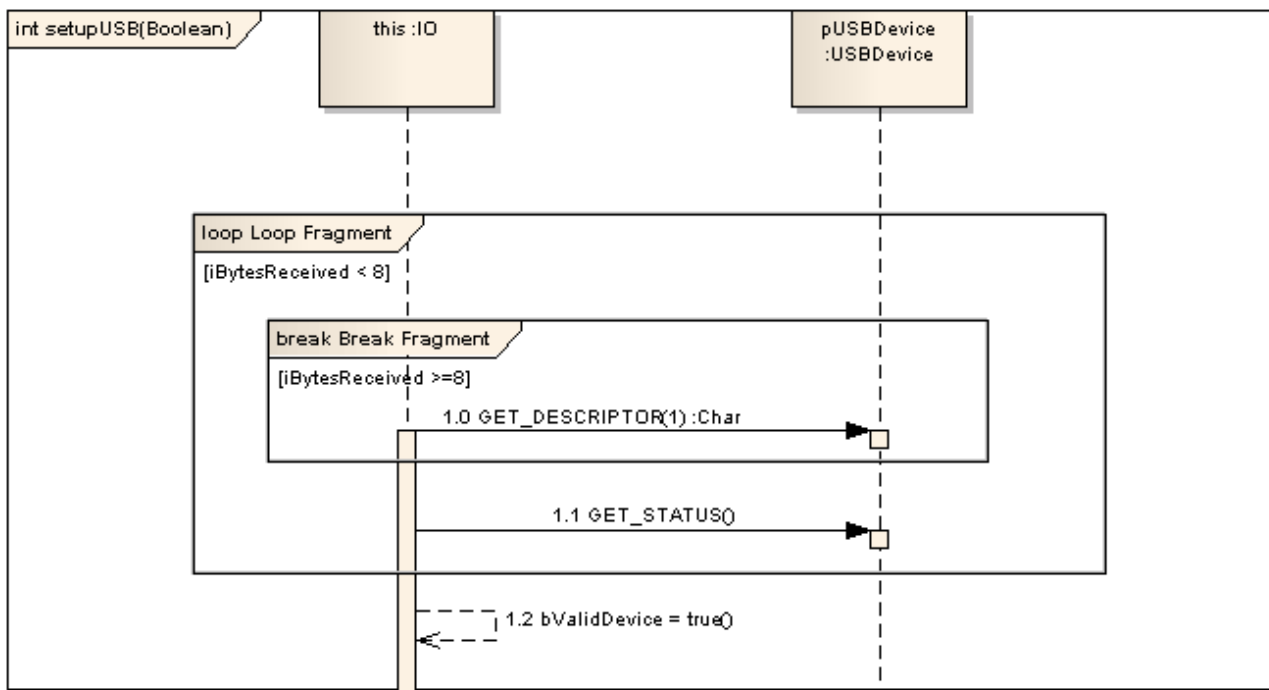 int setupUSB(Boolean)
this :IO
pUSBDevice
:USBDevice
loop Loop Fragment
[iBytesReceived < 8]
break Break Fragment
[iBytesReceived >=8]
1.0 GET_DESCRIPTOR(1) :Char
1.1 GET_STATUS()
1.2 bValidDevice = true()